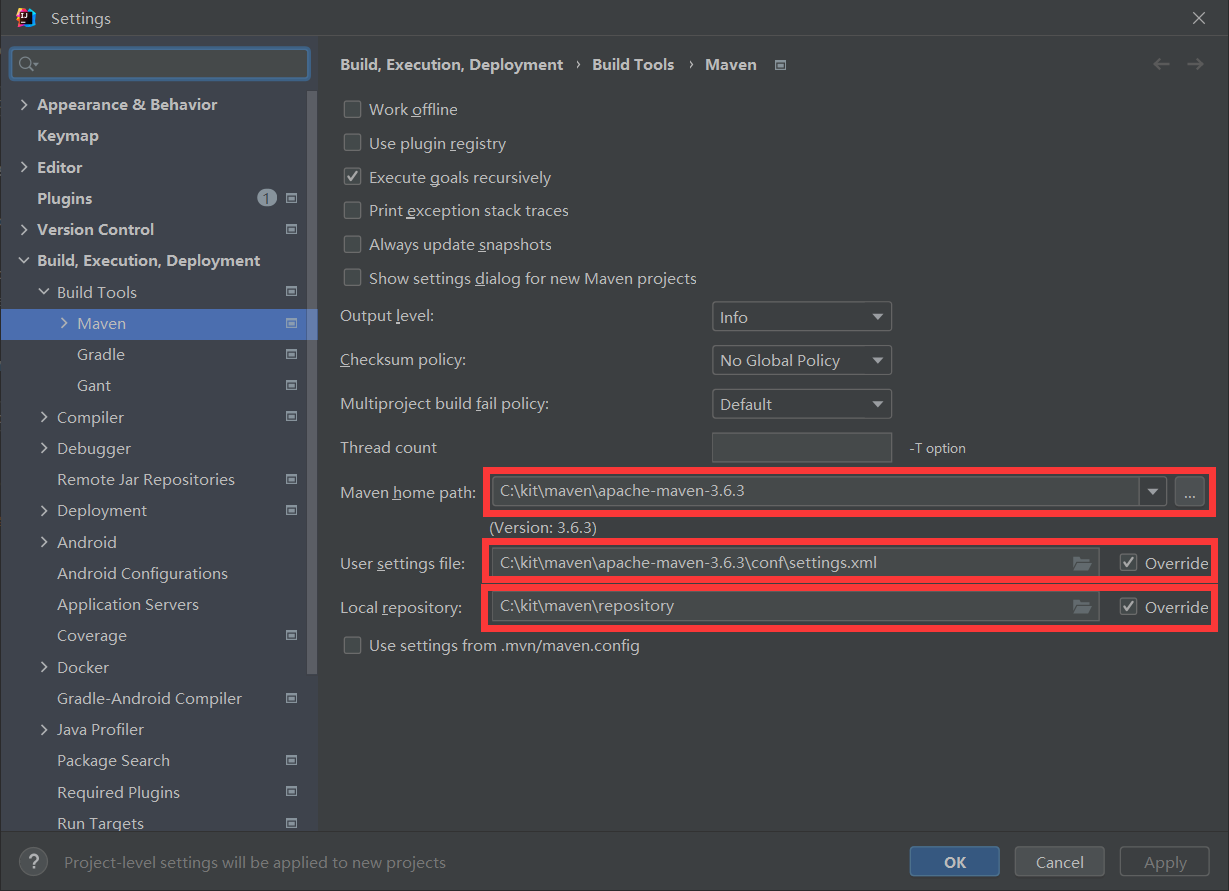 Settings
Appearance & Behavior
Keymap
Editor
Plugins 1
Version Control
Build, Execution, Deployment
Build Tools
Maven
Gradle
Gant
Compiler
Debugger
Remote Jar Repositories
Deployment
Android
Android Configurations
Application Servers
Coverage
Docker
Gradle-Android Compiler
Java Profiler
Package Search
Required Plugins
Run Targets
Build, Execution, Deployment › Build Tools › Maven
Work offline
Use plugin registry
Execute goals recursively
Print exception stack traces
Always update snapshots
Show settings dialog for new Maven projects
Output level: Info
Checksum policy: No Global Policy
Multiproject build fail policy: Default
Thread count -T option
Maven home path: C:\kit\maven\apache-maven-3.6.3 ...
(Version: 3.6.3)
User settings file: C:\kit\maven\apache-maven-3.6.3\conf\settings.xml Override
Local repository: C:\kit\maven\repository Override
Use settings from .mvn/maven.config
? Project-level settings will be applied to new projects
OK Cancel Apply